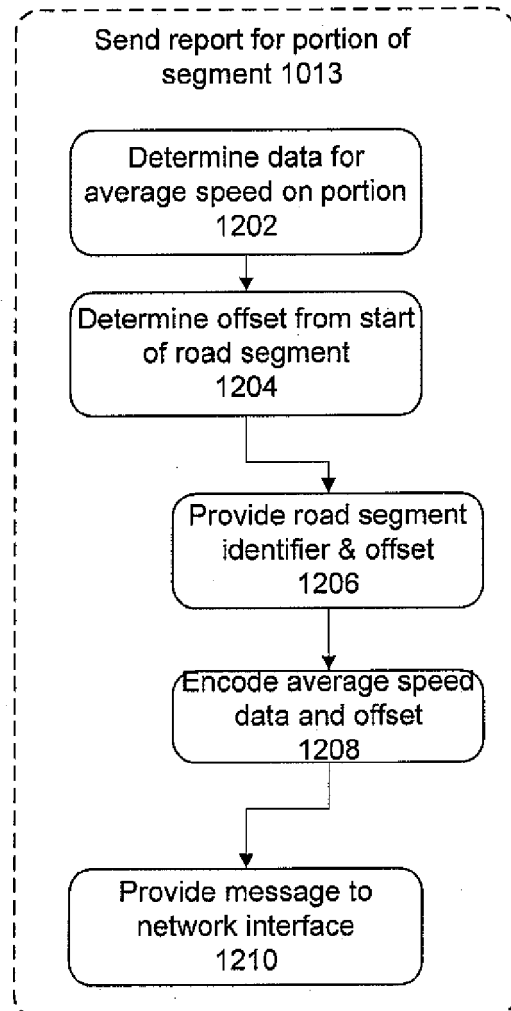 Send report for portion of
segment 1013
Determine data for
average speed on portion
1202
Determine offset from start
of road segment
1204
Provide road segment
identifier & offset
1206
Encode average speed
data and offset
1208
Provide message to
network interface
1210